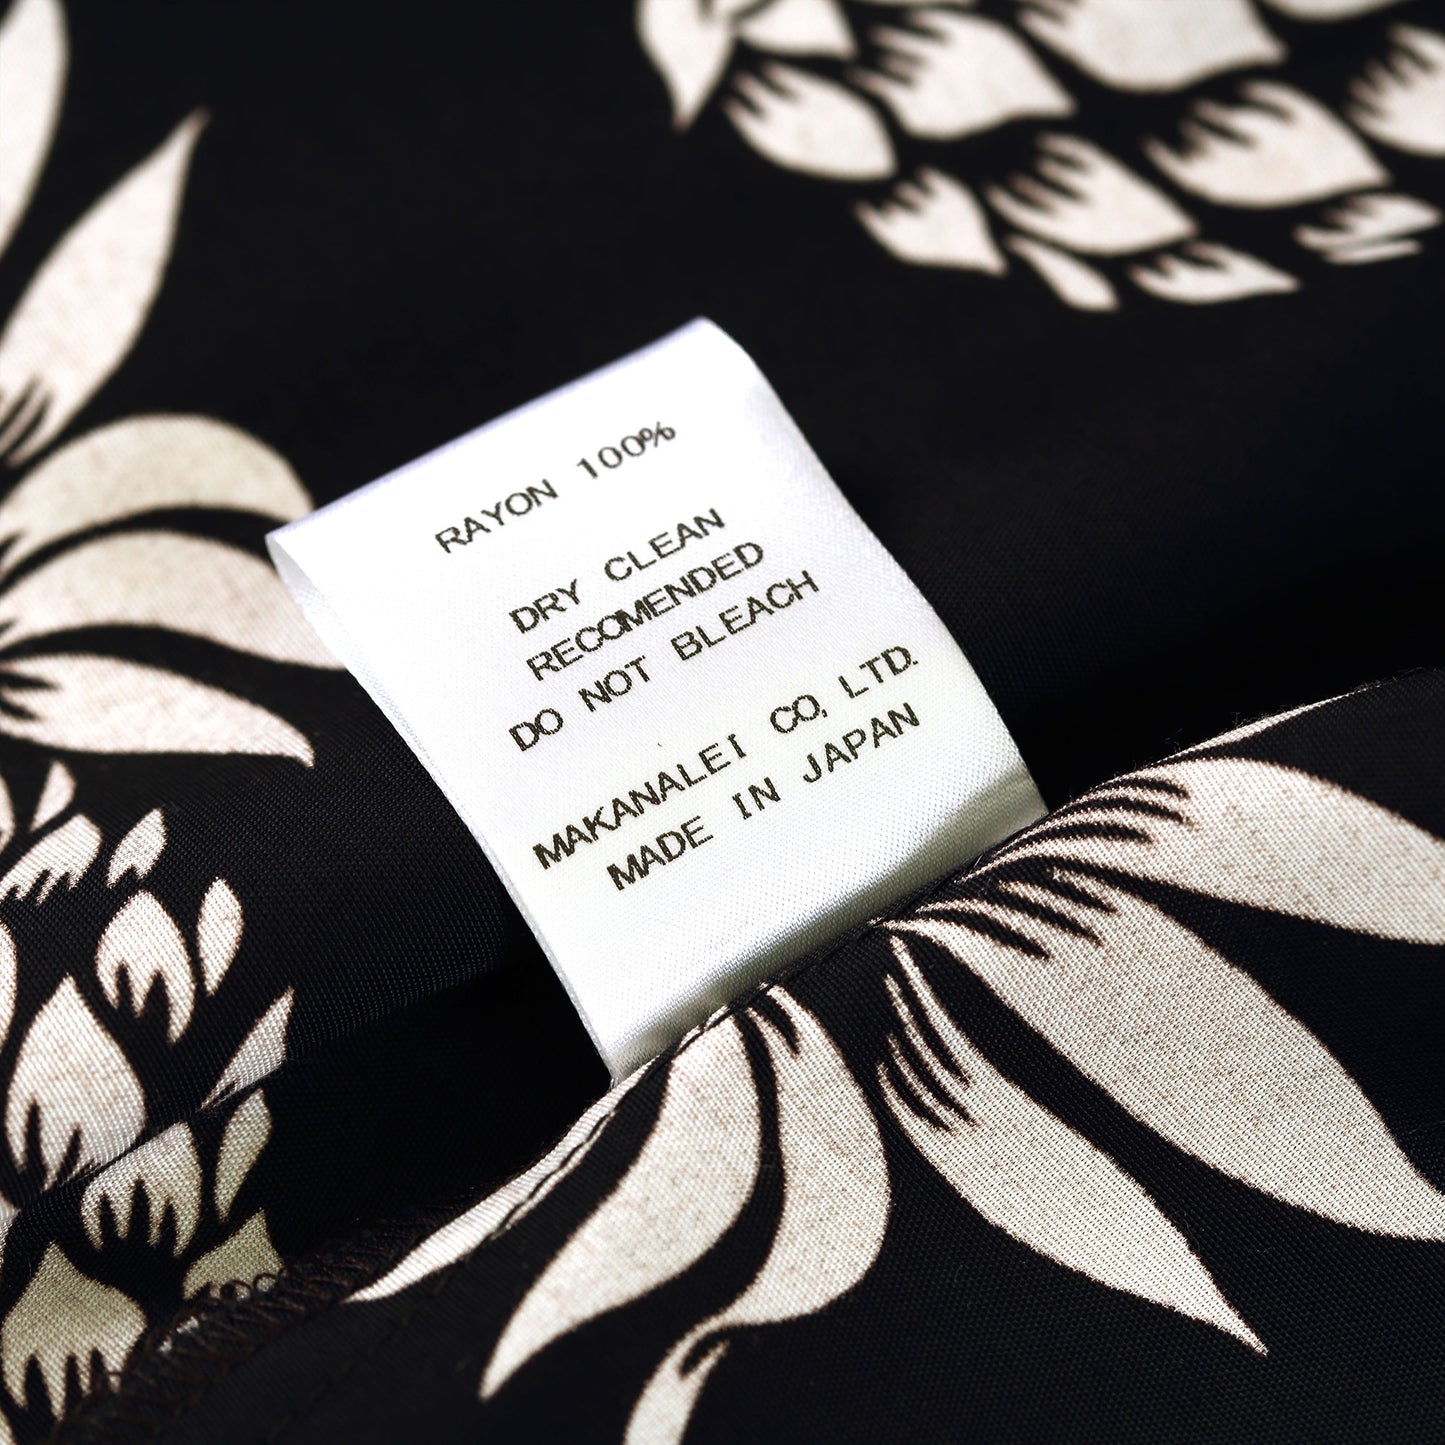 RAYON 100%
DRY CLEAN
RECOMENDED
DO NOT BLEACH
MAKANALEI CO, LTD.
MADE IN JAPAN